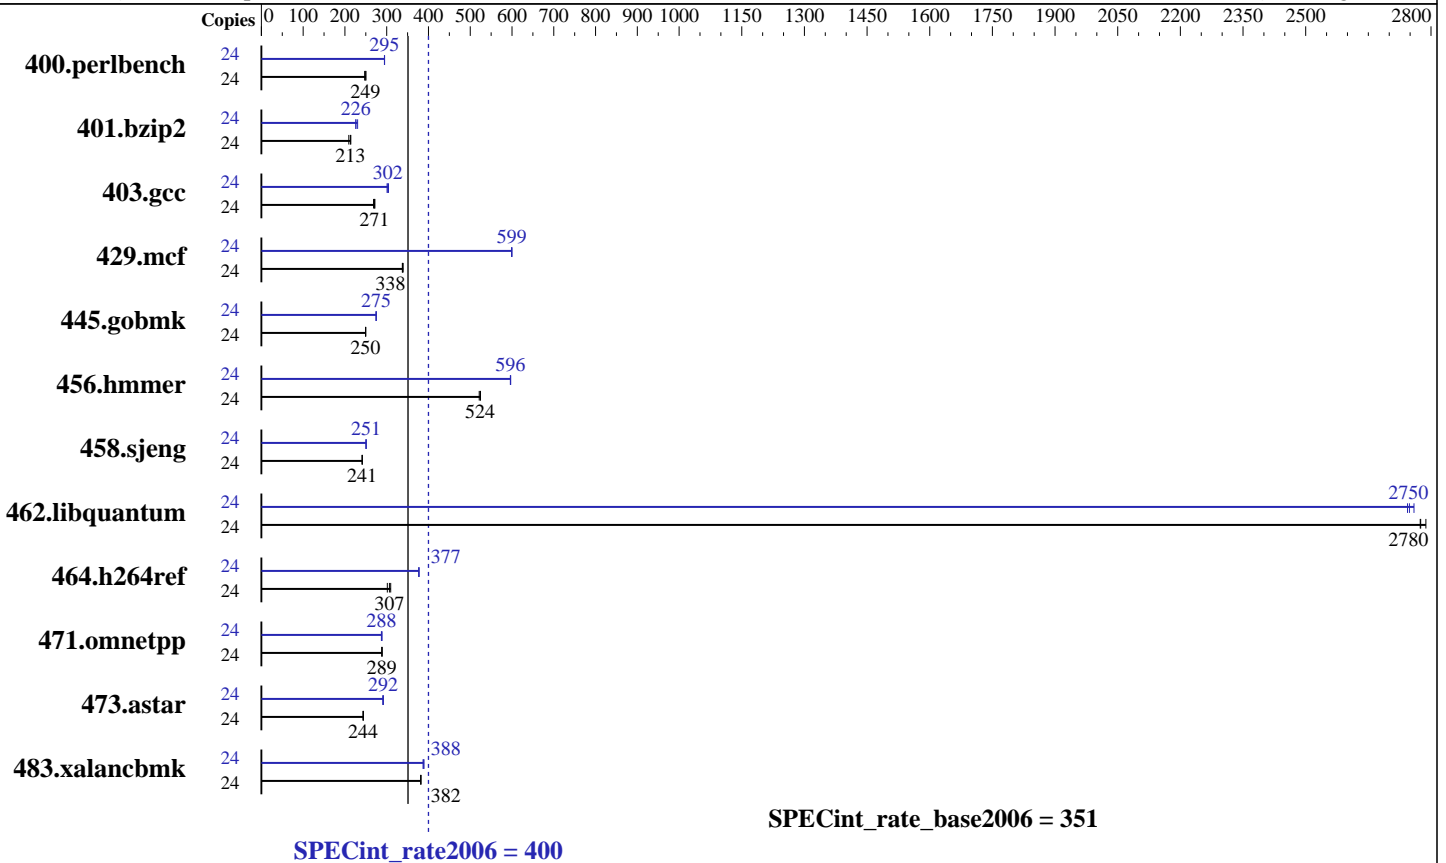 Copies 0 100 200 300 400 500 600 700 800 900 1000 1150 1300 1450 1600 1750 1900 2050 2200 2350 2500 2800
400.perlbench 24 295
24 249
401.bzip2 24 226
24 213
403.gcc 24 302
24 271
429.mcf 24 599
24 338
445.gobmk 24 275
24 250
456.hmmer 24 596
24 524
458.sjeng 24 251
24 241
462.libquantum 24 2750
24 2780
464.h264ref 24 377
24 307
471.omnetpp 24 288
24 289
473.astar 24 292
24 244
483.xalancbmk 24 388
24 382
SPECint_rate_base2006 = 351
SPECint_rate2006 = 400